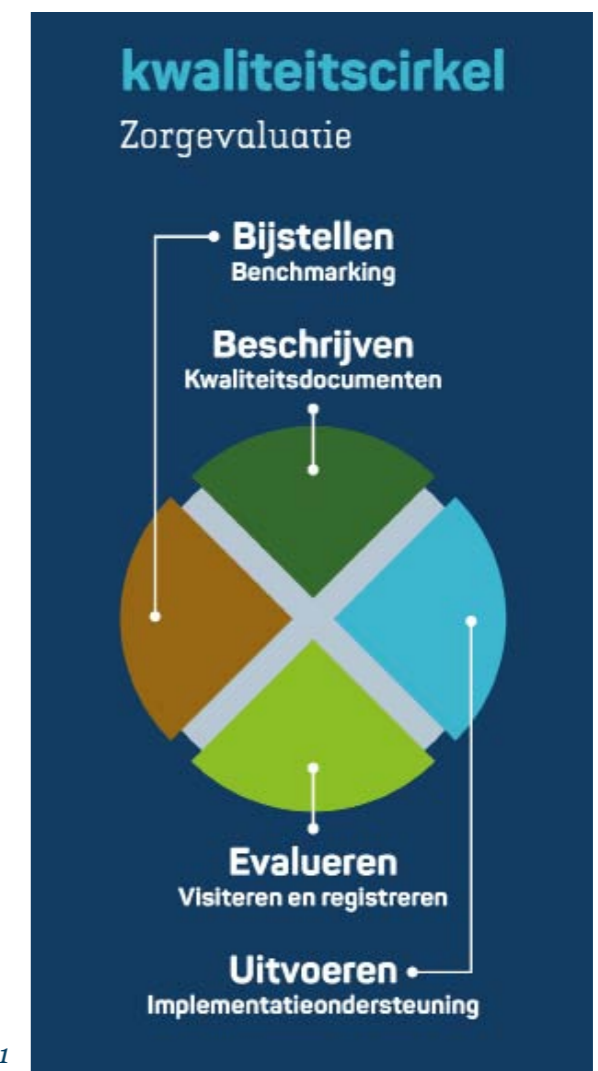 kwaliteitscirkel
Zorgevaluatie
Bijstellen
Benchmarking
Beschrijven
Kwaliteitsdocumenten
Evalueren
Visiteren en registreren
Uitvoeren
Implementatieondersteuning
1